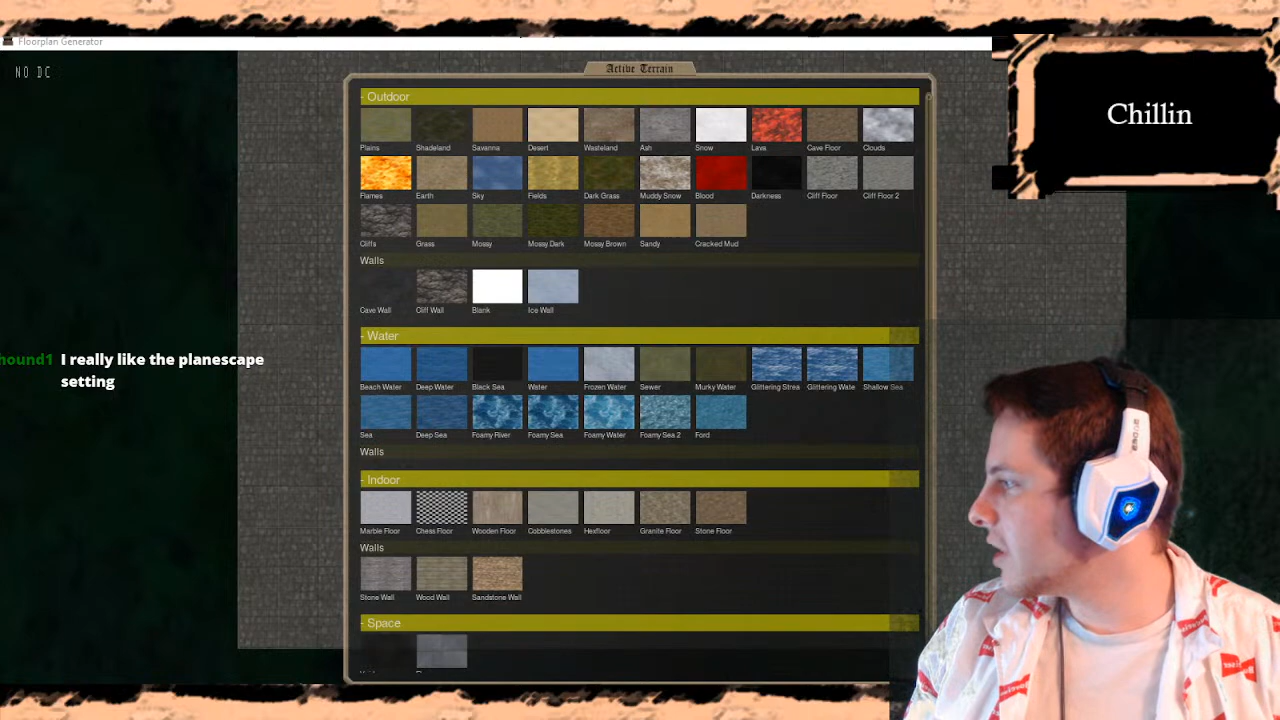 Floorplan Generator
NO DC
Active Terrain
Chillin
- Outdoor
Plains Shadeland Savanna Desert Wasteland Ash Snow Lava Cave Floor Clouds
Flames Earth Sky Fields Dark Grass Muddy Snow Blood Darkness Cliff Floor Cliff Floor 2
Cliffs Grass Mossy Mossy Dark Mossy Brown Sandy Cracked Mud
Walls
Cave Wall Cliff Wall Blank Ice Wall
- Water
hound1 I really like the planescape
setting
Beach Water Deep Water Black Sea Water Frozen Water Sewer Murky Water Glittering Strea Glittering Wate Shallow Sea
Sea Deep Sea Foamy River Foamy Sea Foamy Water Foamy Sea 2 Ford
Walls
- Indoor
Marble Floor Chess Floor Wooden Floor Cobblestones Hexfloor Granite Floor Stone Floor
Walls
Stone Wall Wood Wall Sandstone Wall
- Space